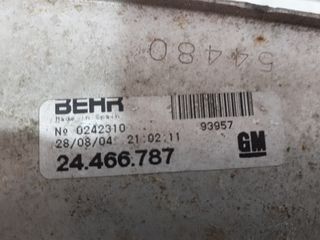 54480
BEHR
Made in Spain
No 0242310
93957
28/08/04 21:02:11
24.466.787
GM